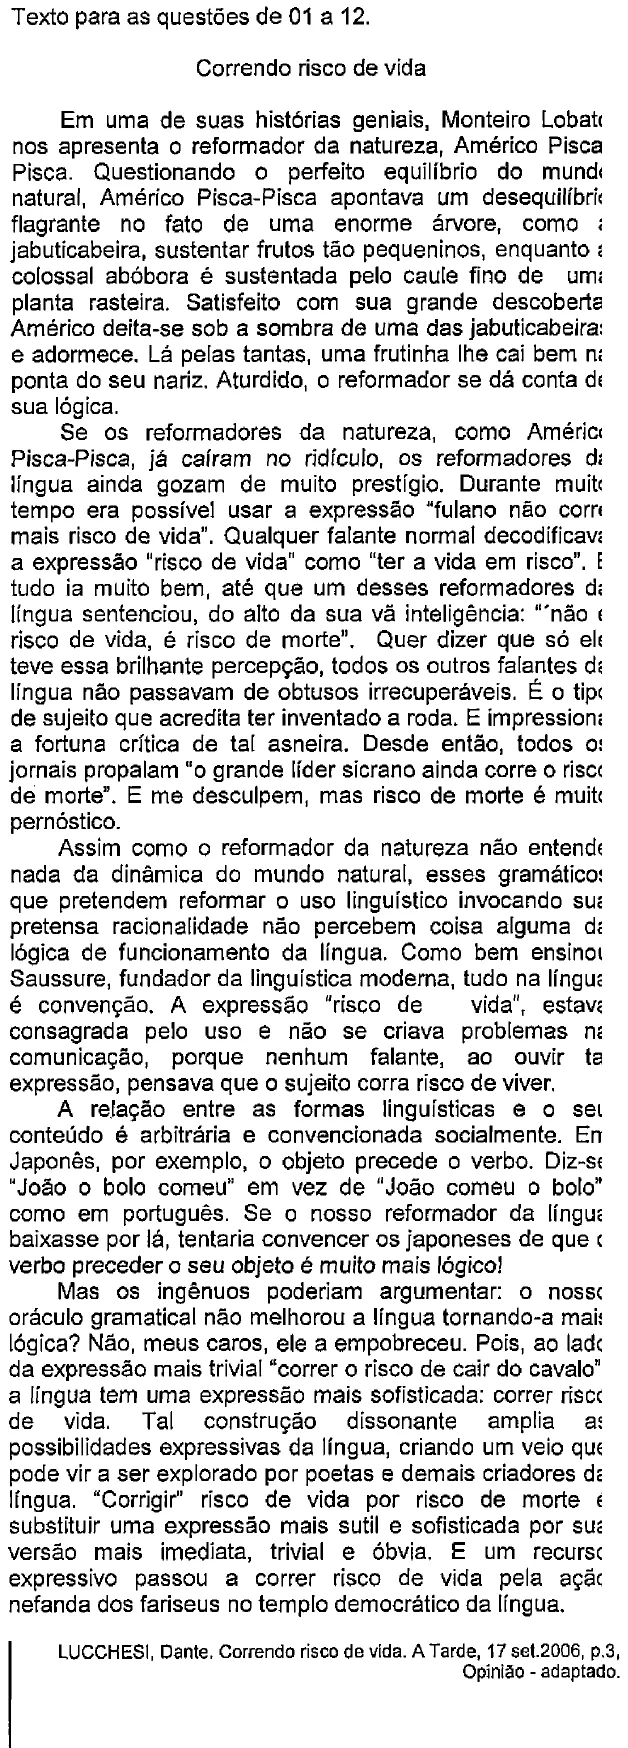 Texto para as questões de 01 a 12.
Correndo risco de vida
Em uma de suas histórias geniais, Monteiro Lobat
nos apresenta o reformador da natureza, Américo Pisca
Pisca. Questionando o perfeito equilíbrio do mund
natural, Américo Pisca-Pisca apontava um desequilíbri
flagrante no fato de uma enorme árvore, como
jabuticabeira, sustentar frutos tão pequeninos, enquanto
colossal abóbora é sustentada pelo caule fino de um
planta rasteira. Satisfeito com sua grande descoberta
Américo deita-se sob a sombra de uma das jabuticabeira
e adormece. Lá pelas tantas, uma frutinha lhe cai bem n
ponta do seu nariz. Aturdido, o reformador se dá conta d
sua lógica.
Se os reformadores da natureza, como Améric
Pisca-Pisca, já caíram no ridículo, os reformadores d
língua ainda gozam de muito prestígio. Durante muit
tempo era possível usar a expressão "fulano não corr
mais risco de vida". Qualquer falante normal decodificav
a expressão "risco de vida" como "ter a vida em risco". E
tudo ia muito bem, até que um desses reformadores d
língua sentenciou, do alto da sua vã inteligência: "´não
risco de vida, é risco de morte". Quer dizer que só el
teve essa brilhante percepção, todos os outros falantes d
língua não passavam de obtusos irrecuperáveis. É o tip
de sujeito que acredita ter inventado a roda. E impression
a fortuna crítica de tal asneira. Desde então, todos o
jornais propalam "o grande líder sicrano ainda corre o risc
de morte". E me desculpem, mas risco de morte é muit
pernóstico.
Assim como o reformador da natureza não entend
nada da dinâmica do mundo natural, esses gramático
que pretendem reformar o uso linguístico invocando su
pretensa racionalidade não percebem coisa alguma d
lógica de funcionamento da língua. Como bem ensino
Saussure, fundador da linguística moderna, tudo na língu
é convenção. A expressão "risco de vida", estav
consagrada pelo uso e não se criava problemas n
comunicação, porque nenhum falante, ao ouvir ta
expressão, pensava que o sujeito corra risco de viver.
A relação entre as formas linguísticas e o se
conteúdo é arbitrária e convencionada socialmente. Em
Japonês, por exemplo, o objeto precede o verbo. Diz-se
"João o bolo comeu" em vez de "João comeu o bolo"
como em português. Se o nosso reformador da língu
baixasse por lá, tentaria convencer os japoneses de que
verbo preceder o seu objeto é muito mais lógico!
Mas os ingênuos poderiam argumentar: o noss
oráculo gramatical não melhorou a língua tornando-a mai
lógica? Não, meus caros, ele a empobreceu. Pois, ao lad
da expressão mais trivial "correr o risco de cair do cavalo"
a língua tem uma expressão mais sofisticada: correr risc
de vida. Tal construção dissonante amplia a
possibilidades expressivas da língua, criando um veio qu
pode vir a ser explorado por poetas e demais criadores d
língua. "Corrigir" risco de vida por risco de morte
substituir uma expressão mais sutil e sofisticada por su
versão mais imediata, trivial e óbvia. E um recurs
expressivo passou a correr risco de vida pela açã
nefanda dos fariseus no templo democrático da língua.
LUCCHESI, Dante. Correndo risco de vida. A Tarde, 17 set.2006, p.3,
Opinião - adaptado.